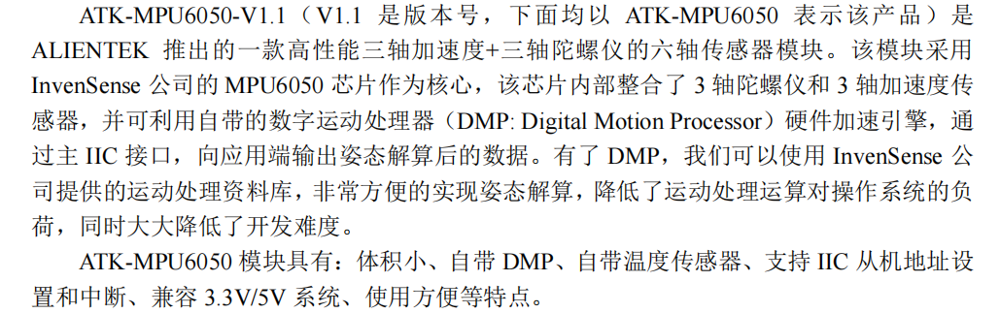 ATK-MPU6050-V1.1（V1.1 是版本号，下面均以 ATK-MPU6050 表示该产品）是
ALIENTEK 推出的一款高性能三轴加速度+三轴陀螺仪的六轴传感器模块。该模块采用
InvenSense 公司的 MPU6050 芯片作为核心，该芯片内部整合了 3 轴陀螺仪和 3 轴加速度传
感器，并可利用自带的数字运动处理器（DMP: Digital Motion Processor）硬件加速引擎，通
过主 IIC 接口，向应用端输出姿态解算后的数据。有了 DMP，我们可以使用 InvenSense 公
司提供的运动处理资料库，非常方便的实现姿态解算，降低了运动处理运算对操作系统的负
荷，同时大大降低了开发难度。
ATK-MPU6050 模块具有：体积小、自带 DMP、自带温度传感器、支持 IIC 从机地址设
置和中断、兼容 3.3V/5V 系统、使用方便等特点。